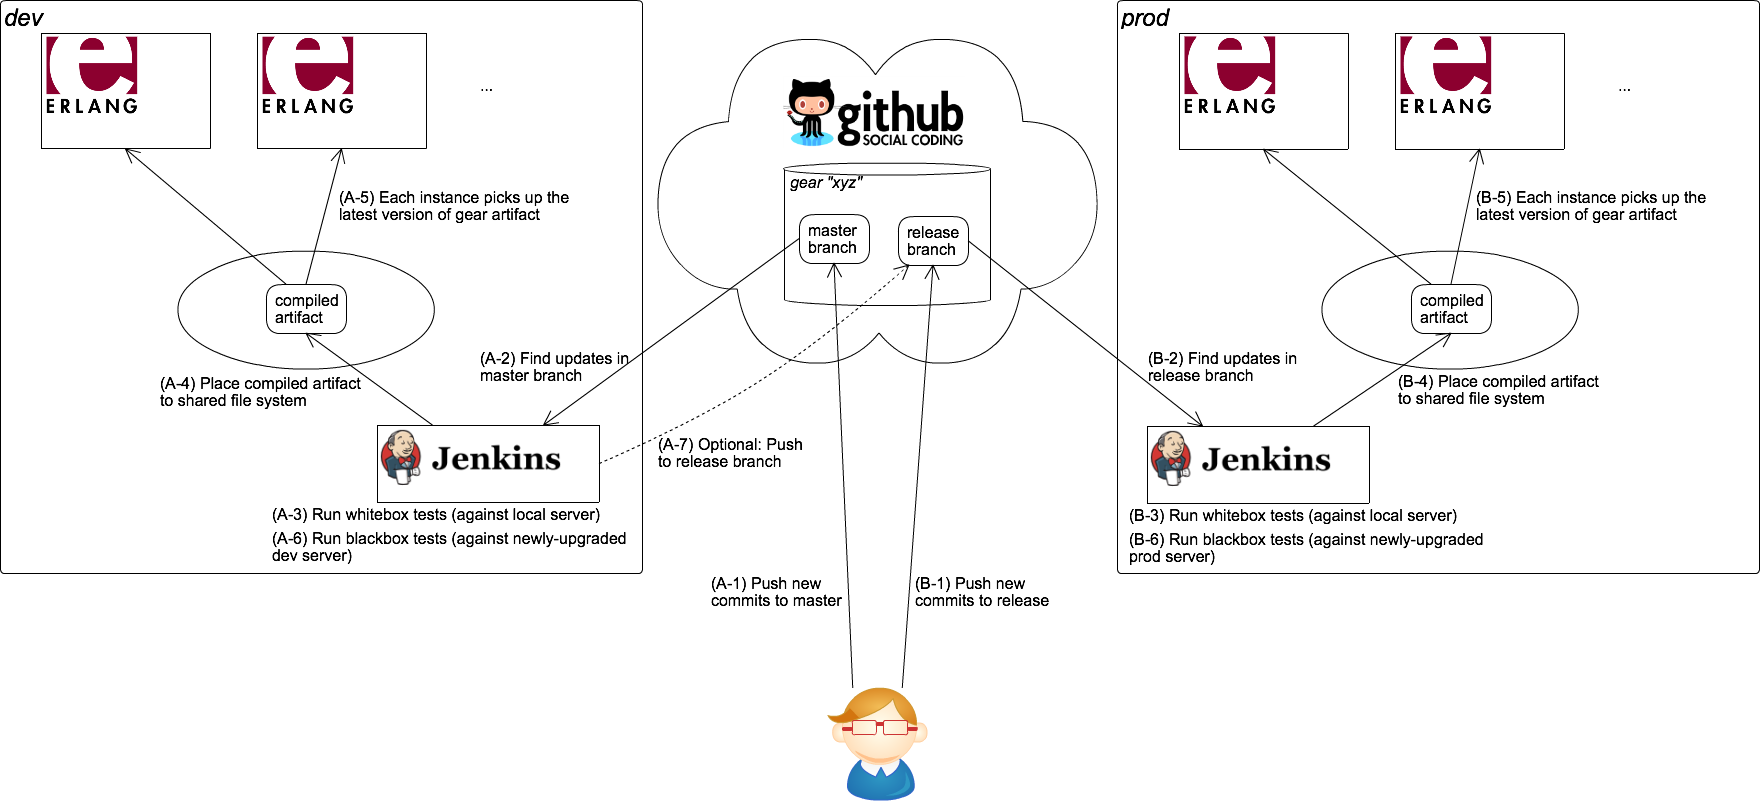 dev
ERLANG
ERLANG
...
(A-5) Each instance picks up the
latest version of gear artifact
compiled
artifact
(A-4) Place compiled artifact
to shared file system
(A-2) Find updates in
master branch
Jenkins
(A-3) Run whitebox tests (against local server)
(A-6) Run blackbox tests (against newly-upgraded
dev server)
github
SOCIAL CODING
gear "xyz"
master
branch
release
branch
(A-7) Optional: Push
to release branch
(A-1) Push new
commits to master
(B-1) Push new
commits to release
prod
ERLANG
ERLANG
...
(B-5) Each instance picks up the
latest version of gear artifact
compiled
artifact
(B-2) Find updates in
release branch
(B-4) Place compiled artifact
to shared file system
Jenkins
(B-3) Run whitebox tests (against local server)
(B-6) Run blackbox tests (against newly-upgraded
prod server)